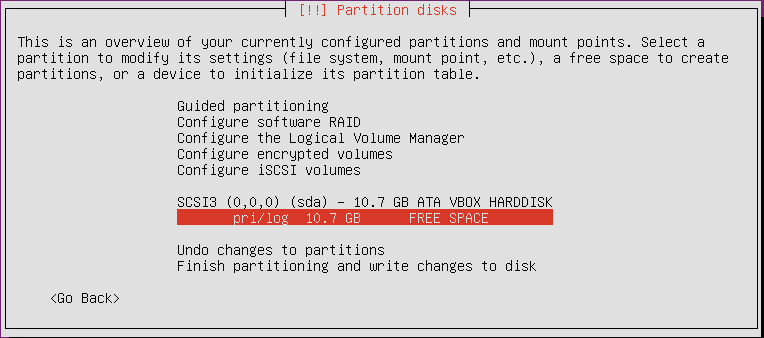 [!!] Partition disks
This is an overview of your currently configured partitions and mount points. Select a
partition to modify its settings (file system, mount point, etc.), a free space to create
partitions, or a device to initialize its partition table.
Guided partitioning
Configure software RAID
Configure the Logical Volume Manager
Configure encrypted volumes
Configure iSCSI volumes
SCSI3 (0,0,0) (sda) - 10.7 GB ATA VBOX HARDDISK
pri/log 10.7 GB FREE SPACE
Undo changes to partitions
Finish partitioning and write changes to disk
<Go Back>